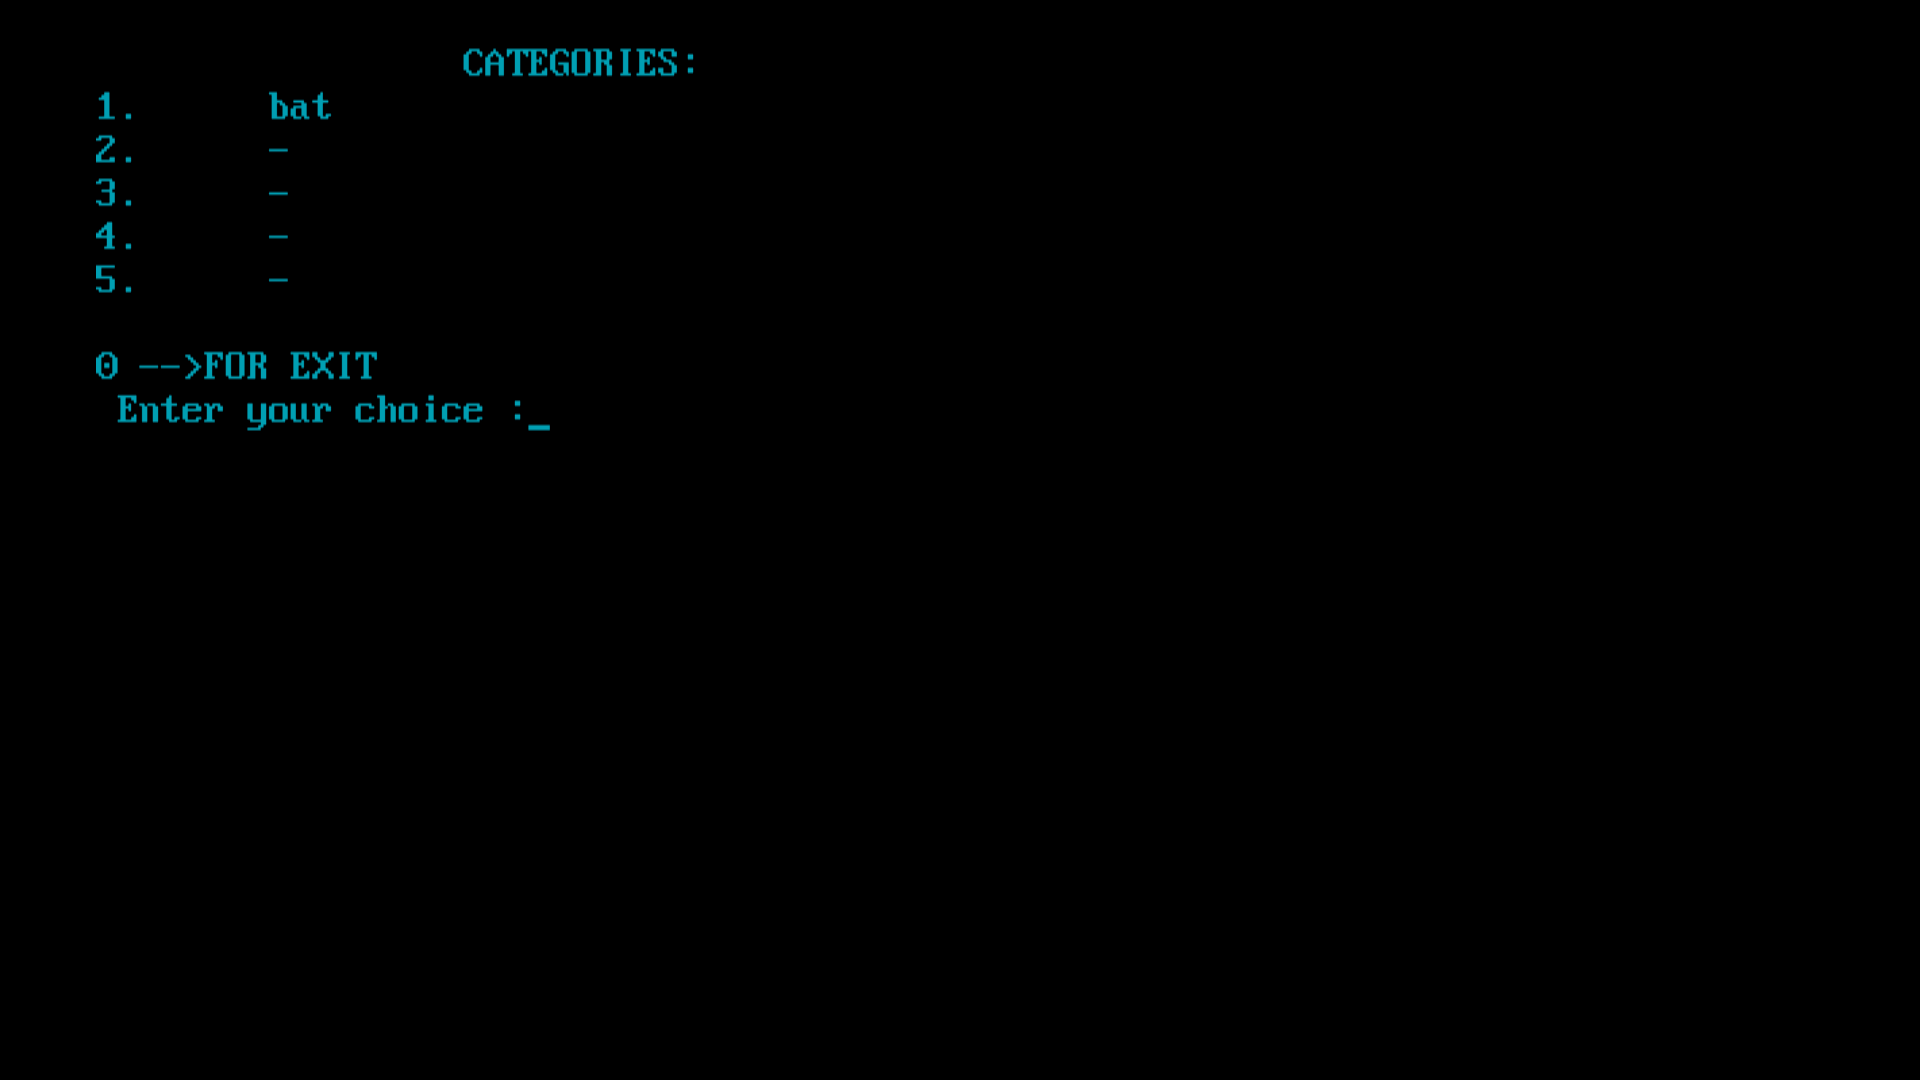 CATEGORIES:
1. bat
2. -
3. -
4. -
5. -
0 -->FOR EXIT
Enter your choice :_